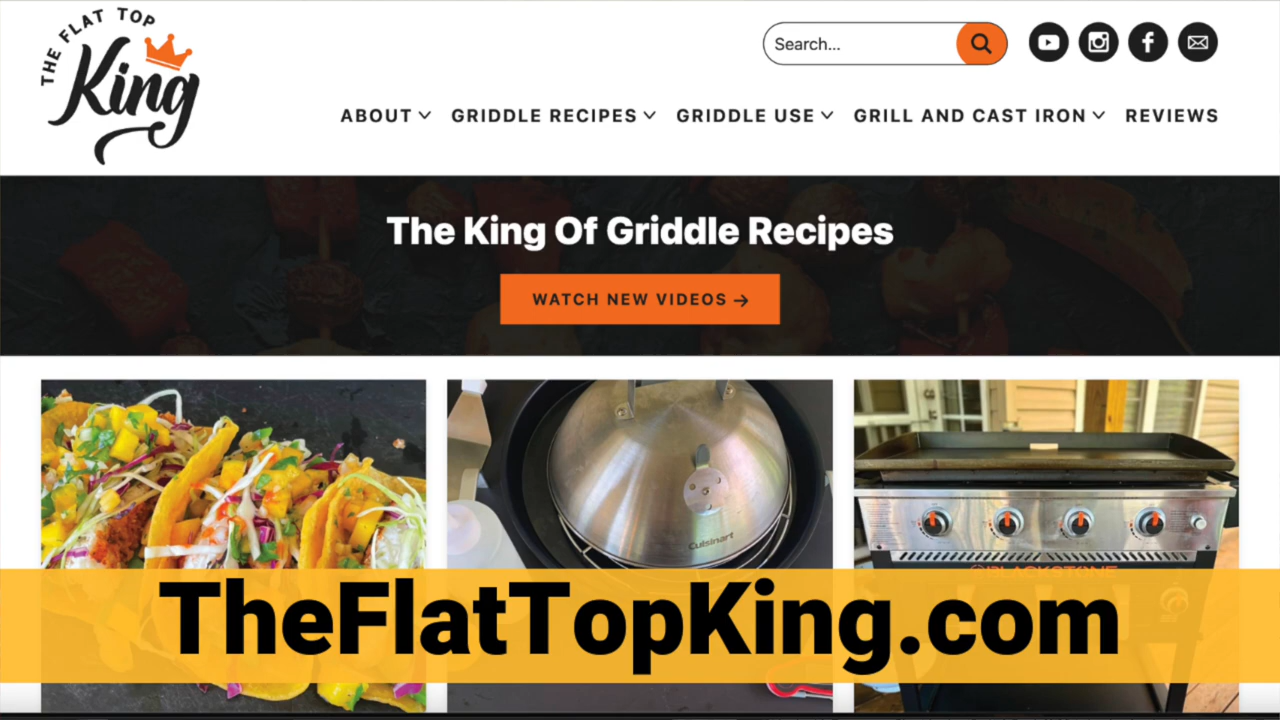 THE FLAT TOP
King
Search...
ABOUT
GRIDDLE RECIPES
GRIDDLE USE
GRILL AND CAST IRON
REVIEWS
The King Of Griddle Recipes
WATCH NEW VIDEOS →
Cuisinart
BLACKSTONE
TheFlatTopKing.com